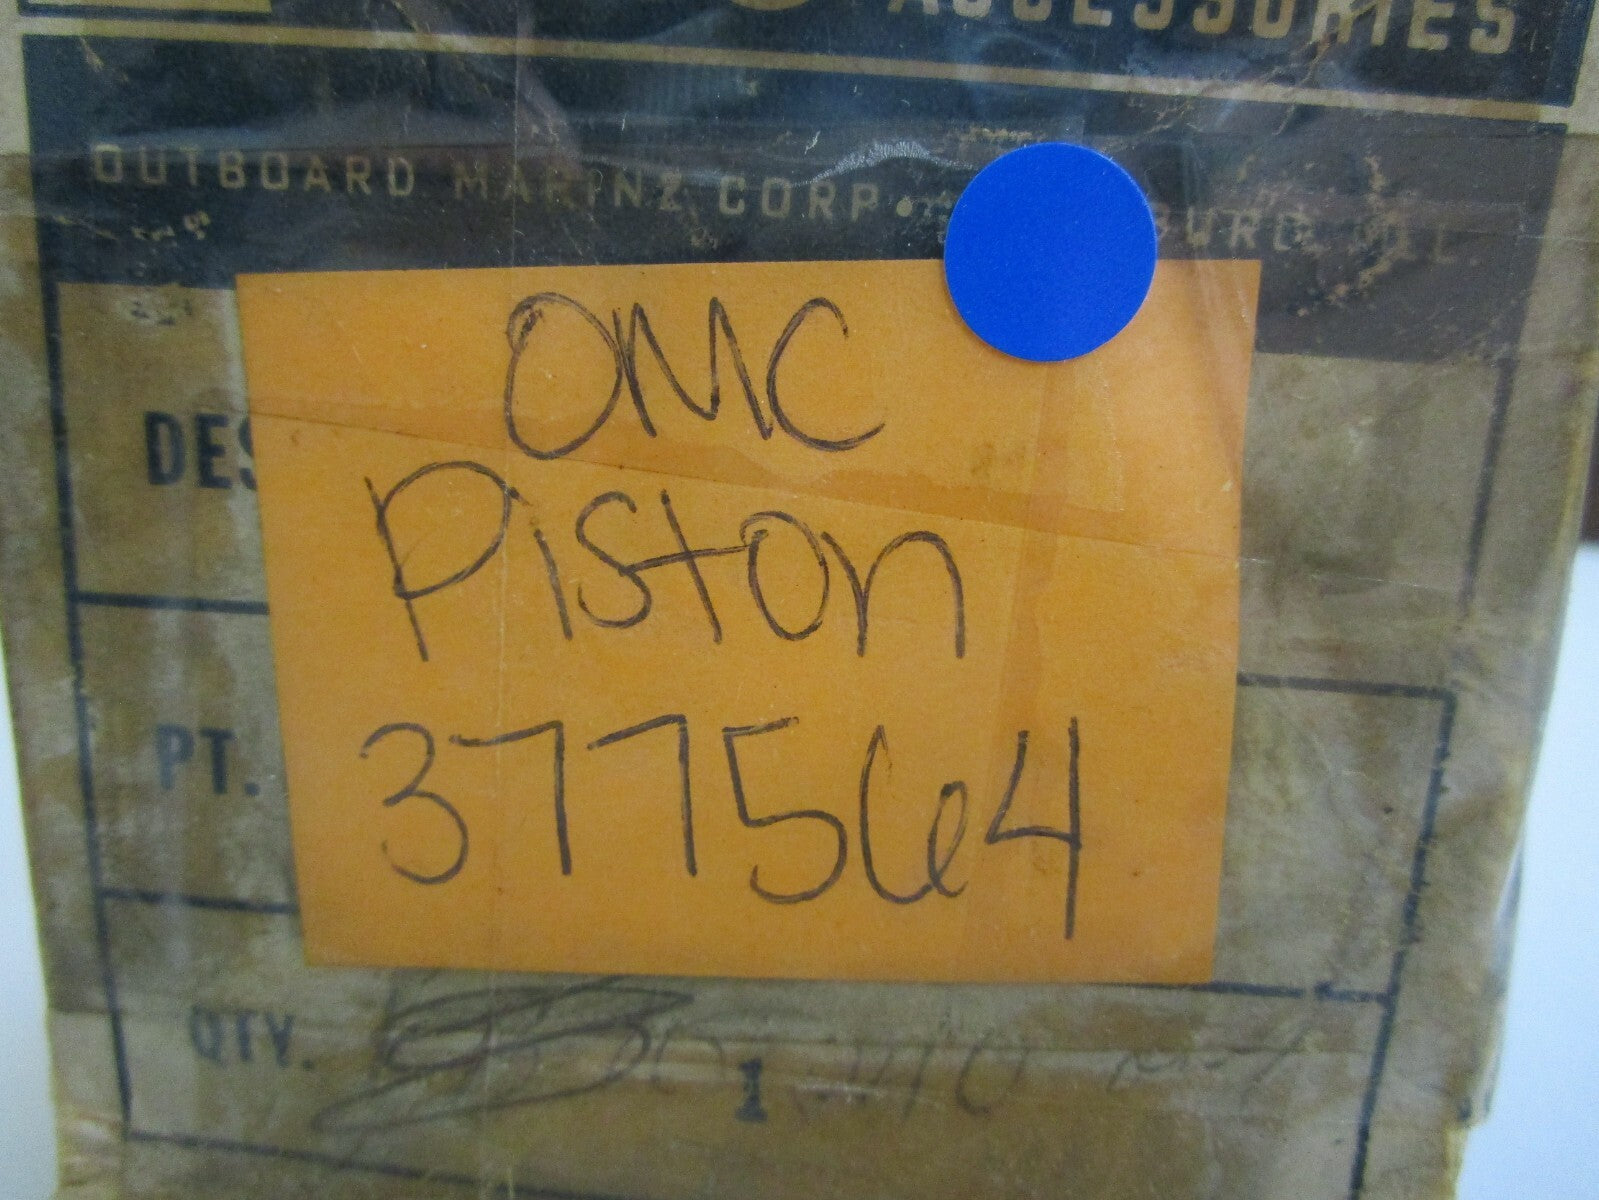 ACCESSORIES
OUTBOARD MARINE CORP.
OMC
Piston
377564
DES
PT.
QTY.
1